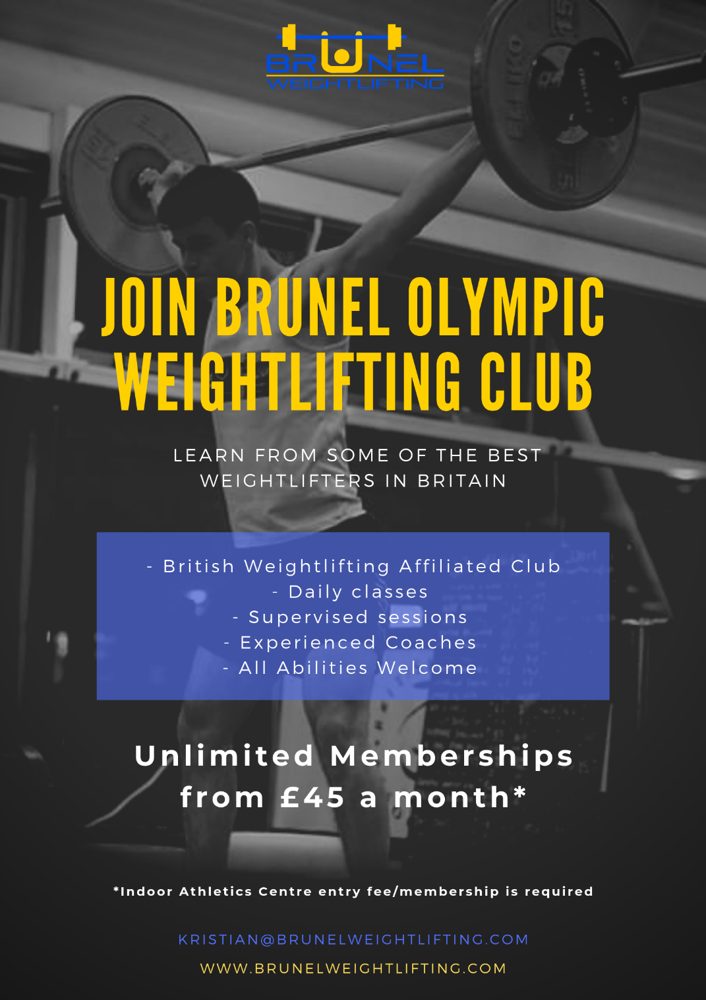 BRUNEL
WEIGHTLIFTING
JOIN BRUNEL OLYMPIC
WEIGHTLIFTING CLUB
LEARN FROM SOME OF THE BEST
WEIGHTLIFTERS IN BRITAIN
- British Weightlifting Affiliated Club
- Daily classes
- Supervised sessions
- Experienced Coaches
- All Abilities Welcome
Unlimited Memberships
from £45 a month*
*Indoor Athletics Centre entry fee/membership is required
KRISTIAN@BRUNELWEIGHTLIFTING.COM
WWW.BRUNELWEIGHTLIFTING.COM